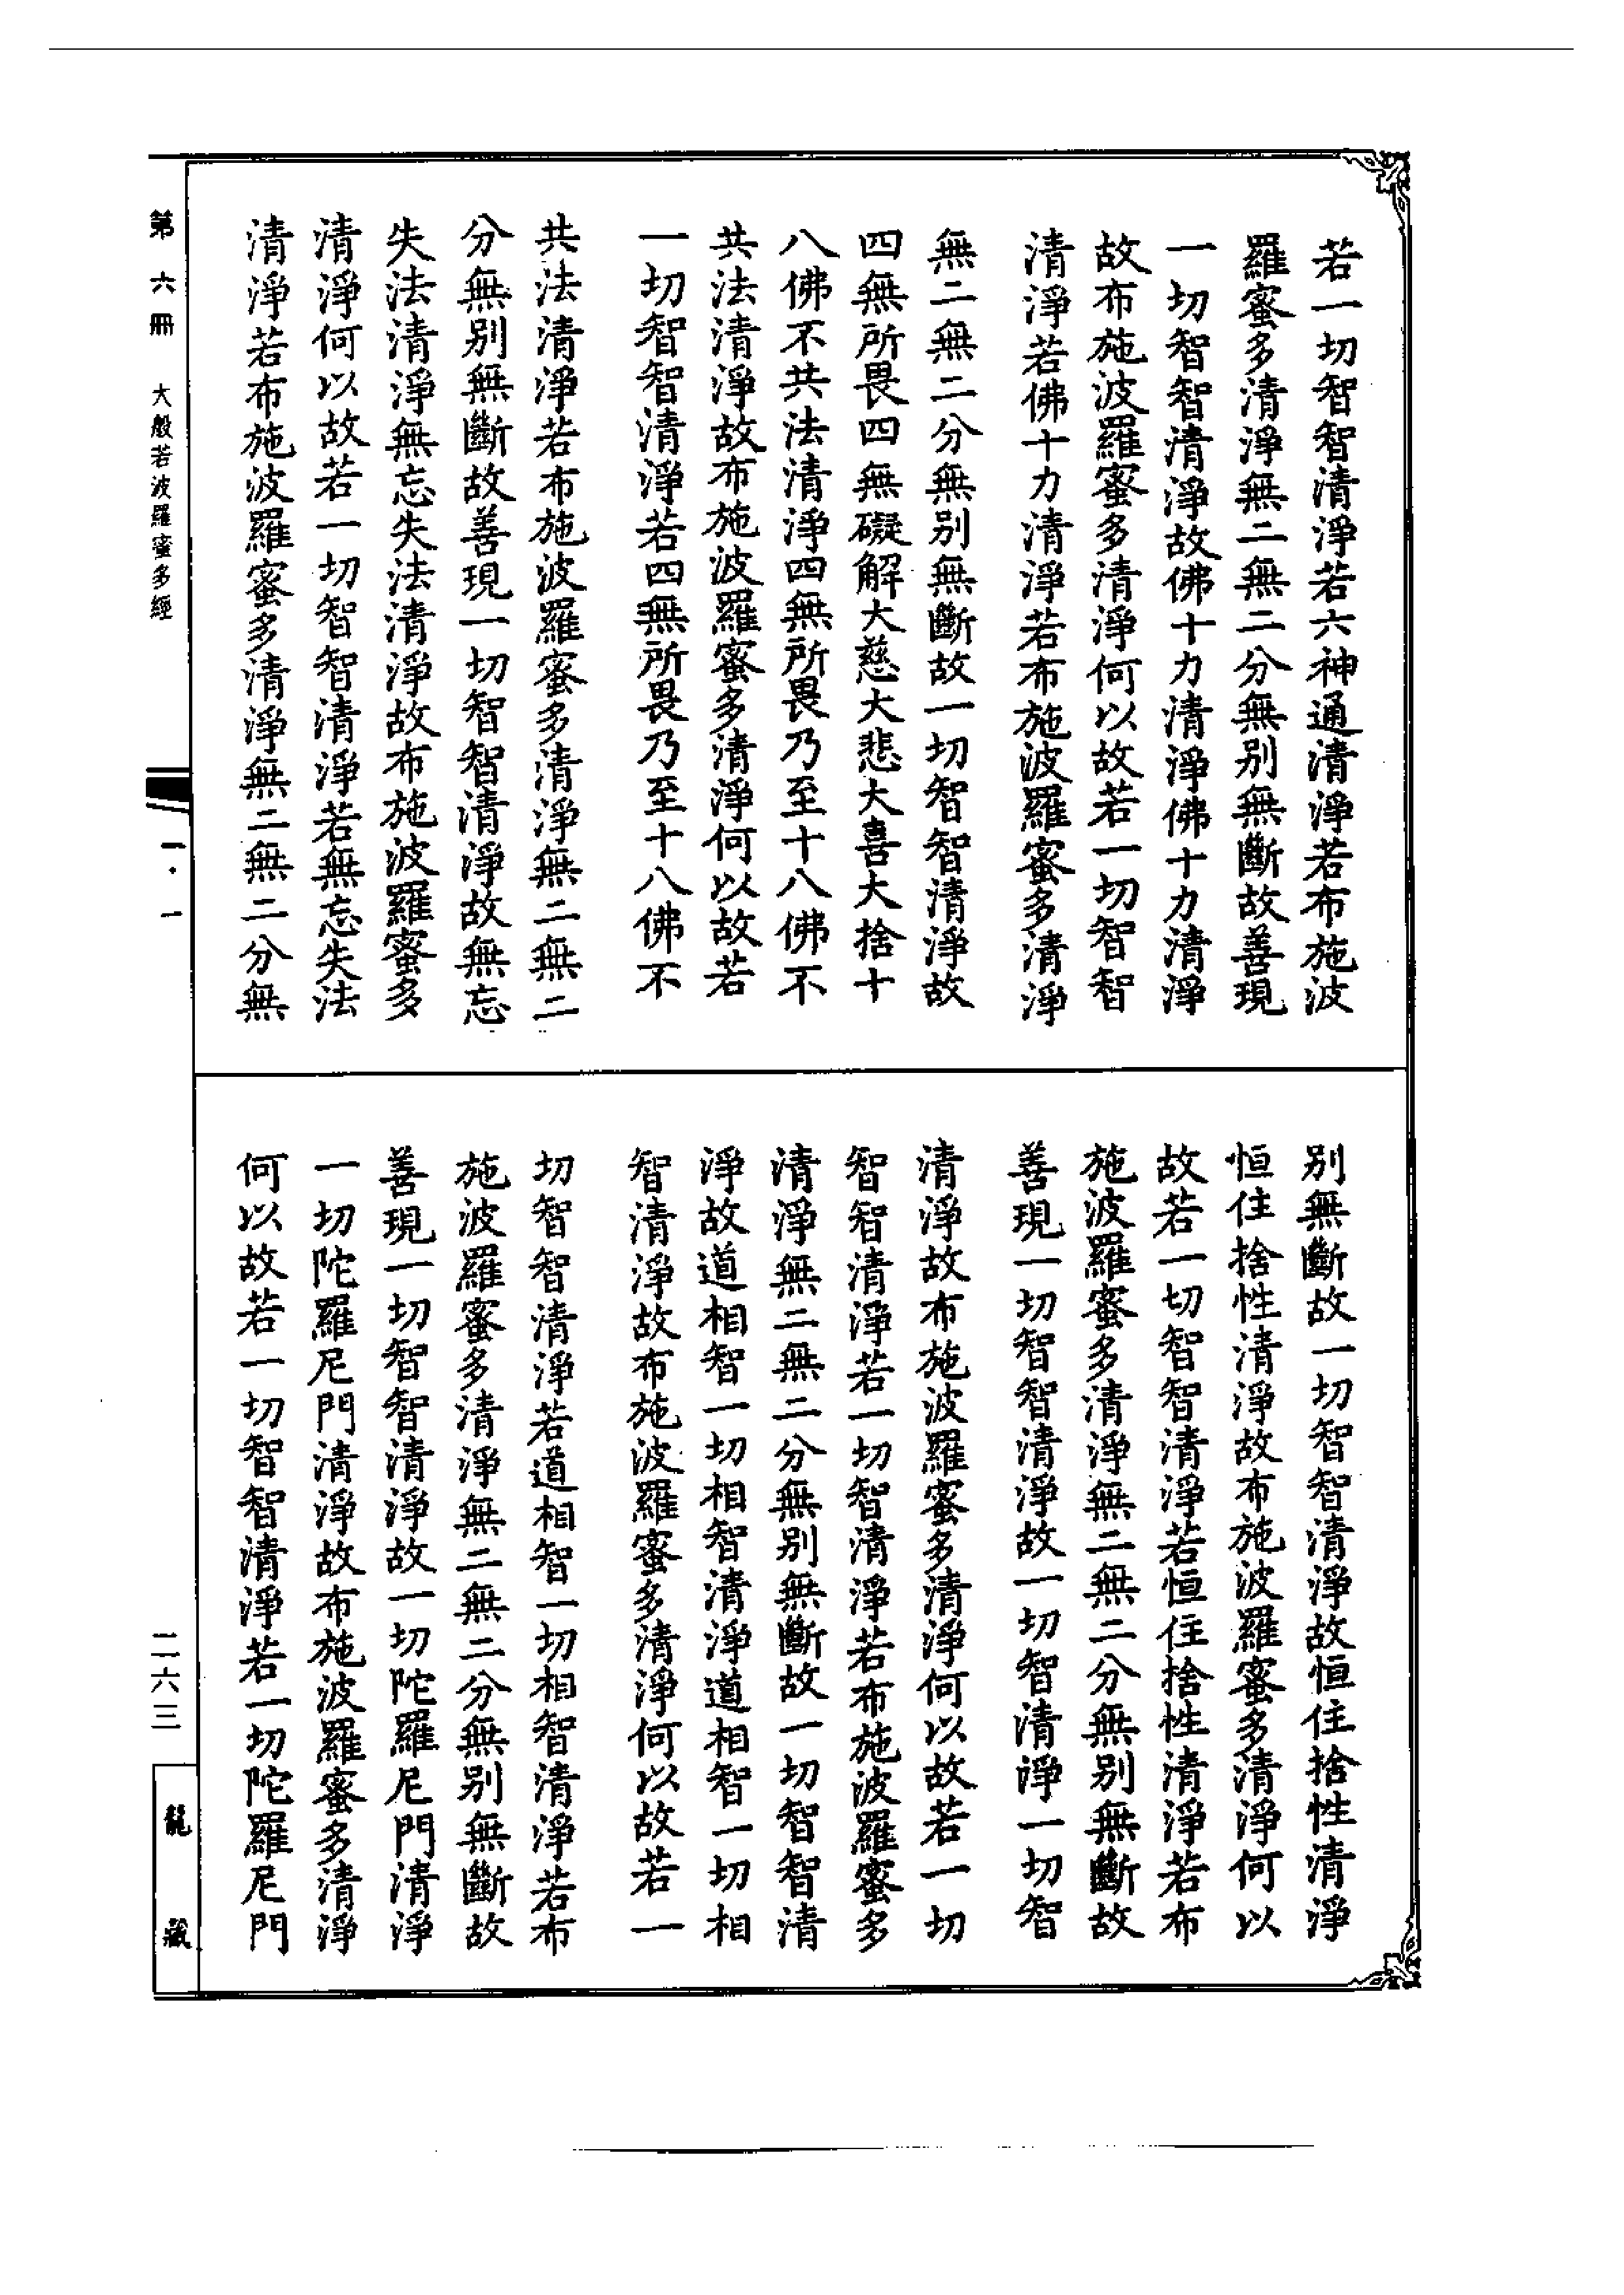 若一切智智清淨若六神通清淨若布施波
羅蜜多清淨無二無二分無別無斷故善現
一切智智清淨故佛十力清淨佛十力清淨
故布施波羅蜜多清淨何以故若一切智智
清淨若佛十力清淨若布施波羅蜜多清淨
無二無二分無別無斷故一切智智清淨故
四無所畏四無礙解大慈大悲大喜大捨十
八佛不共法清淨四無所畏乃至十八佛不
共法清淨故布施波羅蜜多清淨何以故若
一切智智清淨若四無所畏乃至十八佛不
共法清淨若布施波羅蜜多清淨無二無二
分無別無斷故善現一切智智清淨故無忘
失法清淨無忘失法清淨故布施波羅蜜多
清淨何以故若一切智智清淨若無忘失法
清淨若布施波羅蜜多清淨無二無二分無
別無斷故一切智智清淨故恒住捨性清淨
恒住捨性清淨故布施波羅蜜多清淨何以
故若一切智智清淨若恒住捨性清淨若布
施波羅蜜多清淨無二無二分無別無斷故
善現一切智智清淨故一切智清淨一切智
清淨故布施波羅蜜多清淨何以故若一切
智智清淨若一切智清淨若布施波羅蜜多
清淨無二無二分無別無斷故一切智智清
淨故道相智一切相智清淨道相智一切相
智清淨故布施波羅蜜多清淨何以故若一
切智智清淨若道相智一切相智清淨若布
施波羅蜜多清淨無二無二分無別無斷故
善現一切智智清淨故一切陀羅尼門清淨
一切陀羅尼門清淨故布施波羅蜜多清淨
何以故若一切智智清淨若一切陀羅尼門
第六冊 大般若波羅蜜多經
一·一
二六三
龍藏